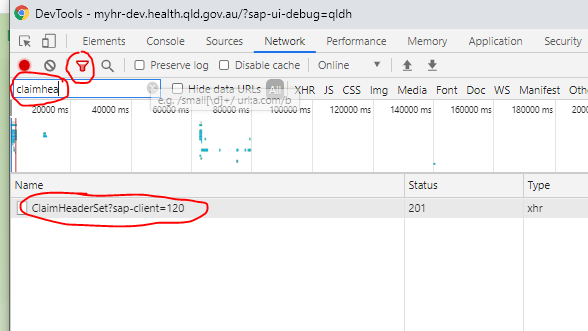 DevTools - myhr-dev.health.qld.gov.au/?sap-ui-debug=qldh
Elements Console Sources Network Performance Memory
Preserve log Disable cache Online
claimhea Hide data URLs All XHR JS CSS Img Media Font Doc WS Manifest Othe
e.g. /small[\d]+/ url:a.com/b
20000 ms 40000 ms 60000 ms 80000 ms 100000 ms 120000 ms 140000 ms 160000 ms 180000 ms
Name Status Type
ClaimHeaderSet?sap-client=120 201 xhr